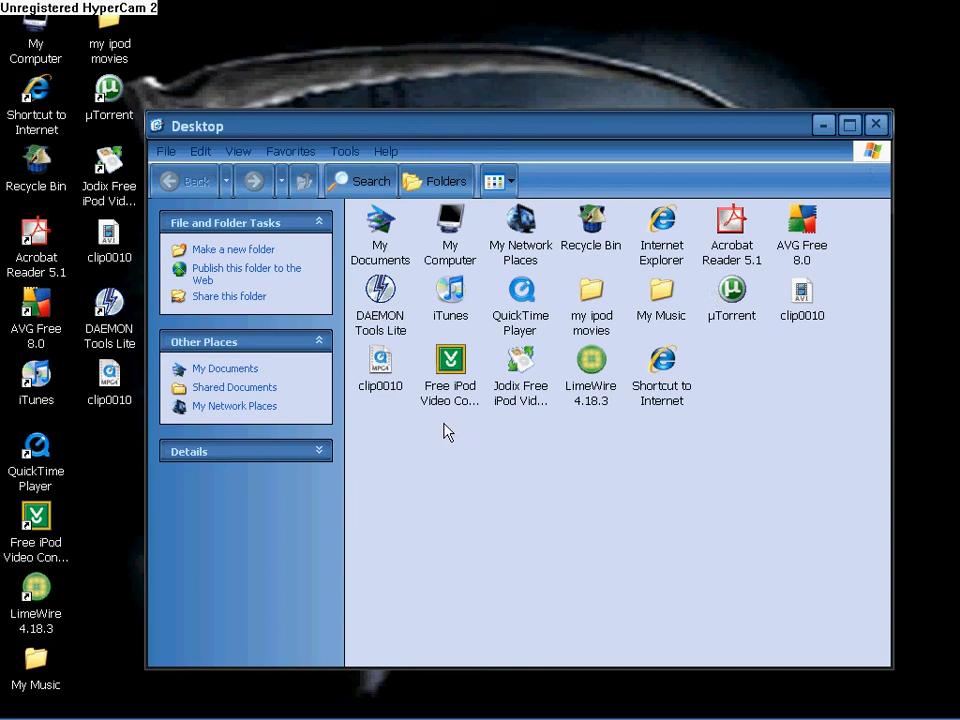 Unregistered HyperCam 2
My
Computer
my ipod
movies
Shortcut to
Internet
µTorrent
Recycle Bin
Jodix Free
iPod Vid...
Acrobat
Reader 5.1
AVI
clip0010
AVG Free
8.0
DAEMON
Tools Lite
iTunes
MPG4
clip0010
QuickTime
Player
Free iPod
Video Con...
LimeWire
4.18.3
My Music
Desktop
File Edit View Favorites Tools Help
Back Search Folders
File and Folder Tasks
Make a new folder
Publish this folder to the
Web
Share this folder
Other Places
My Documents
Shared Documents
My Network Places
Details
My
Documents
My
Computer
My Network
Places
Recycle Bin
Internet
Explorer
Acrobat
Reader 5.1
AVG Free
8.0
DAEMON
Tools Lite
iTunes
QuickTime
Player
my ipod
movies
My Music
µTorrent
AVI
clip0010
MPG4
clip0010
Free iPod
Video Co...
Jodix Free
iPod Vid...
LimeWire
4.18.3
Shortcut to
Internet